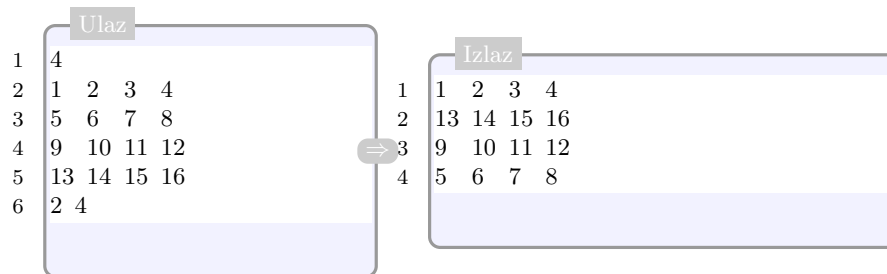 Ulaz
1 4
2 1 2 3 4
3 5 6 7 8
4 9 10 11 12
5 13 14 15 16
6 2 4
⇒
Izlaz
1 1 2 3 4
2 13 14 15 16
3 9 10 11 12
4 5 6 7 8